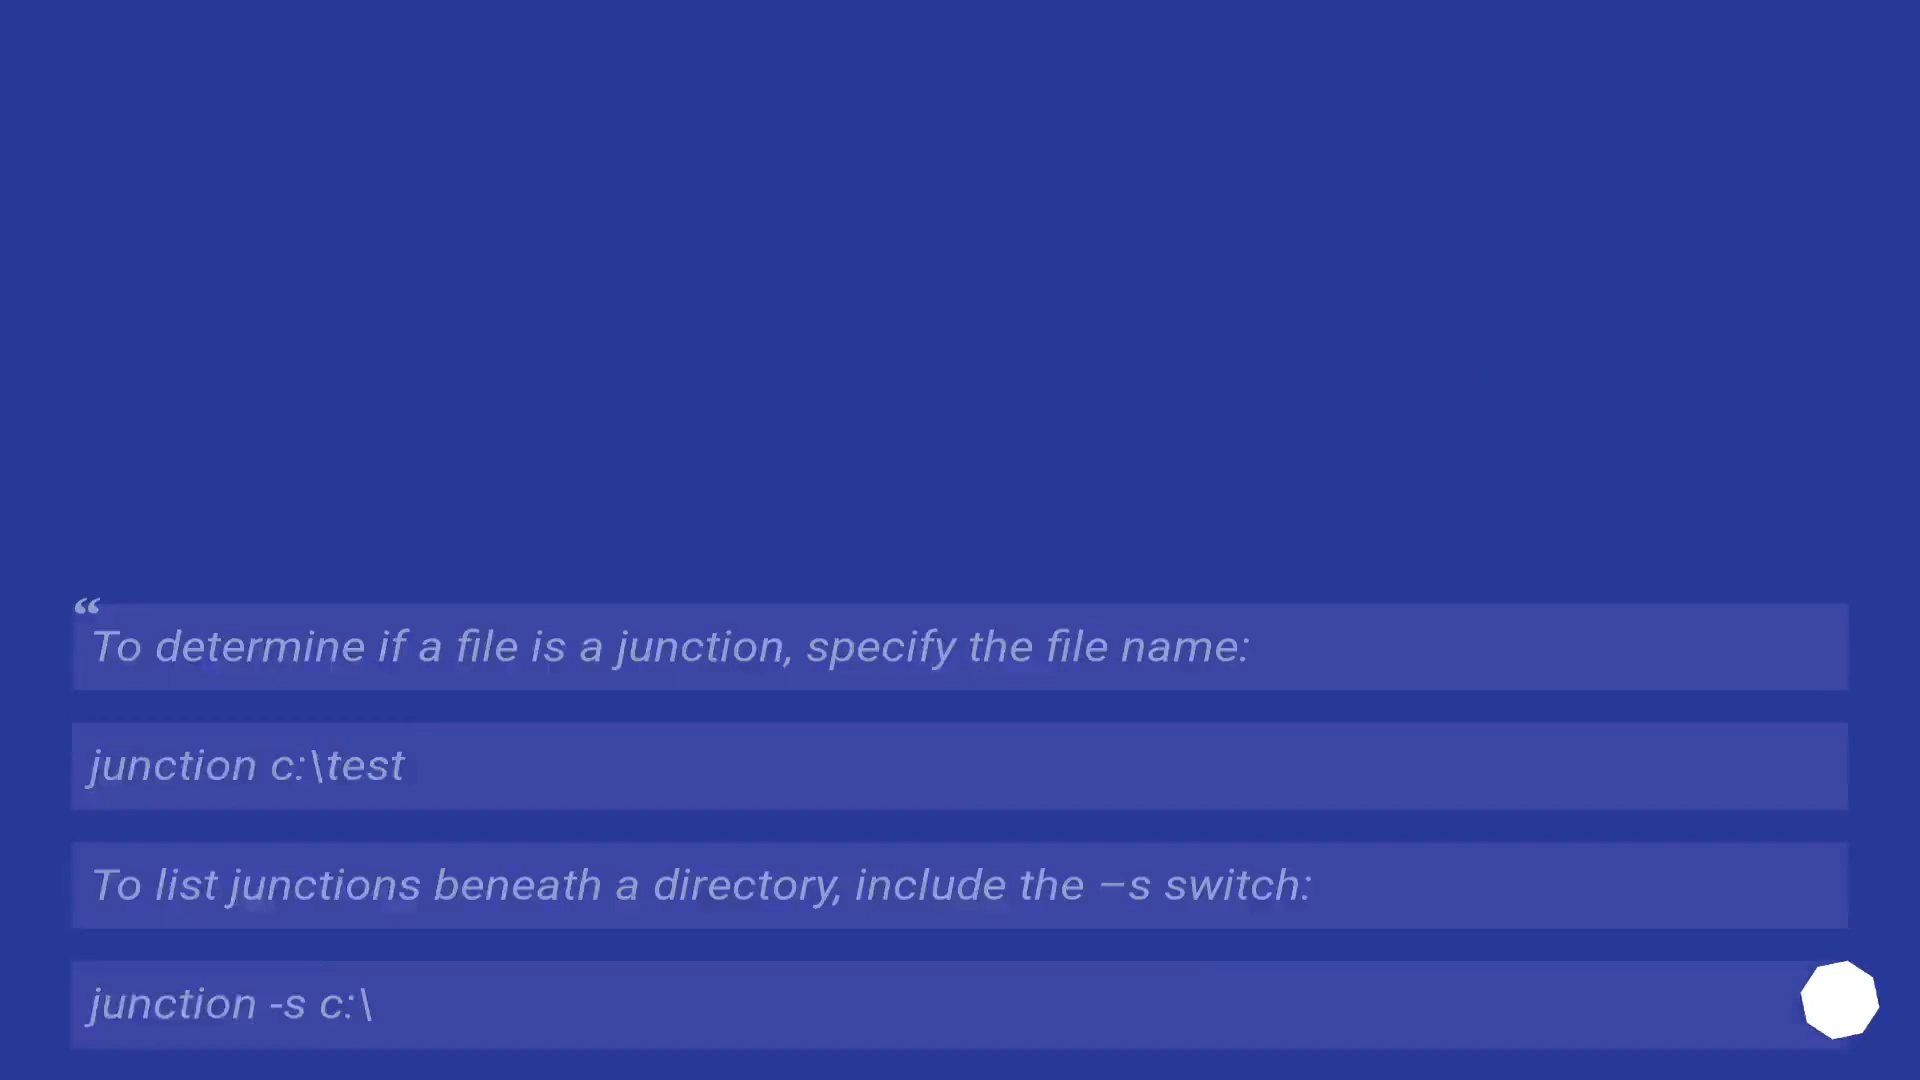 “
To determine if a file is a junction, specify the file name:
junction c:\test
To list junctions beneath a directory, include the –s switch:
junction -s c:\